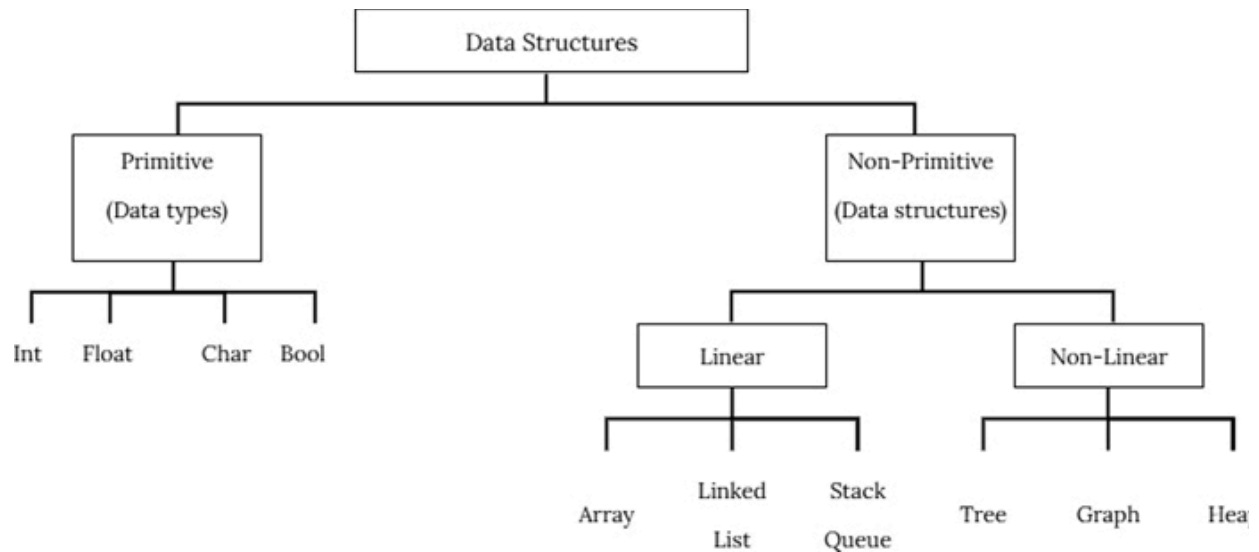 Data Structures
Primitive
(Data types)
Non-Primitive
(Data structures)
Int Float Char Bool
Linear
Non-Linear
Array
Linked
List
Stack
Queue
Tree
Graph